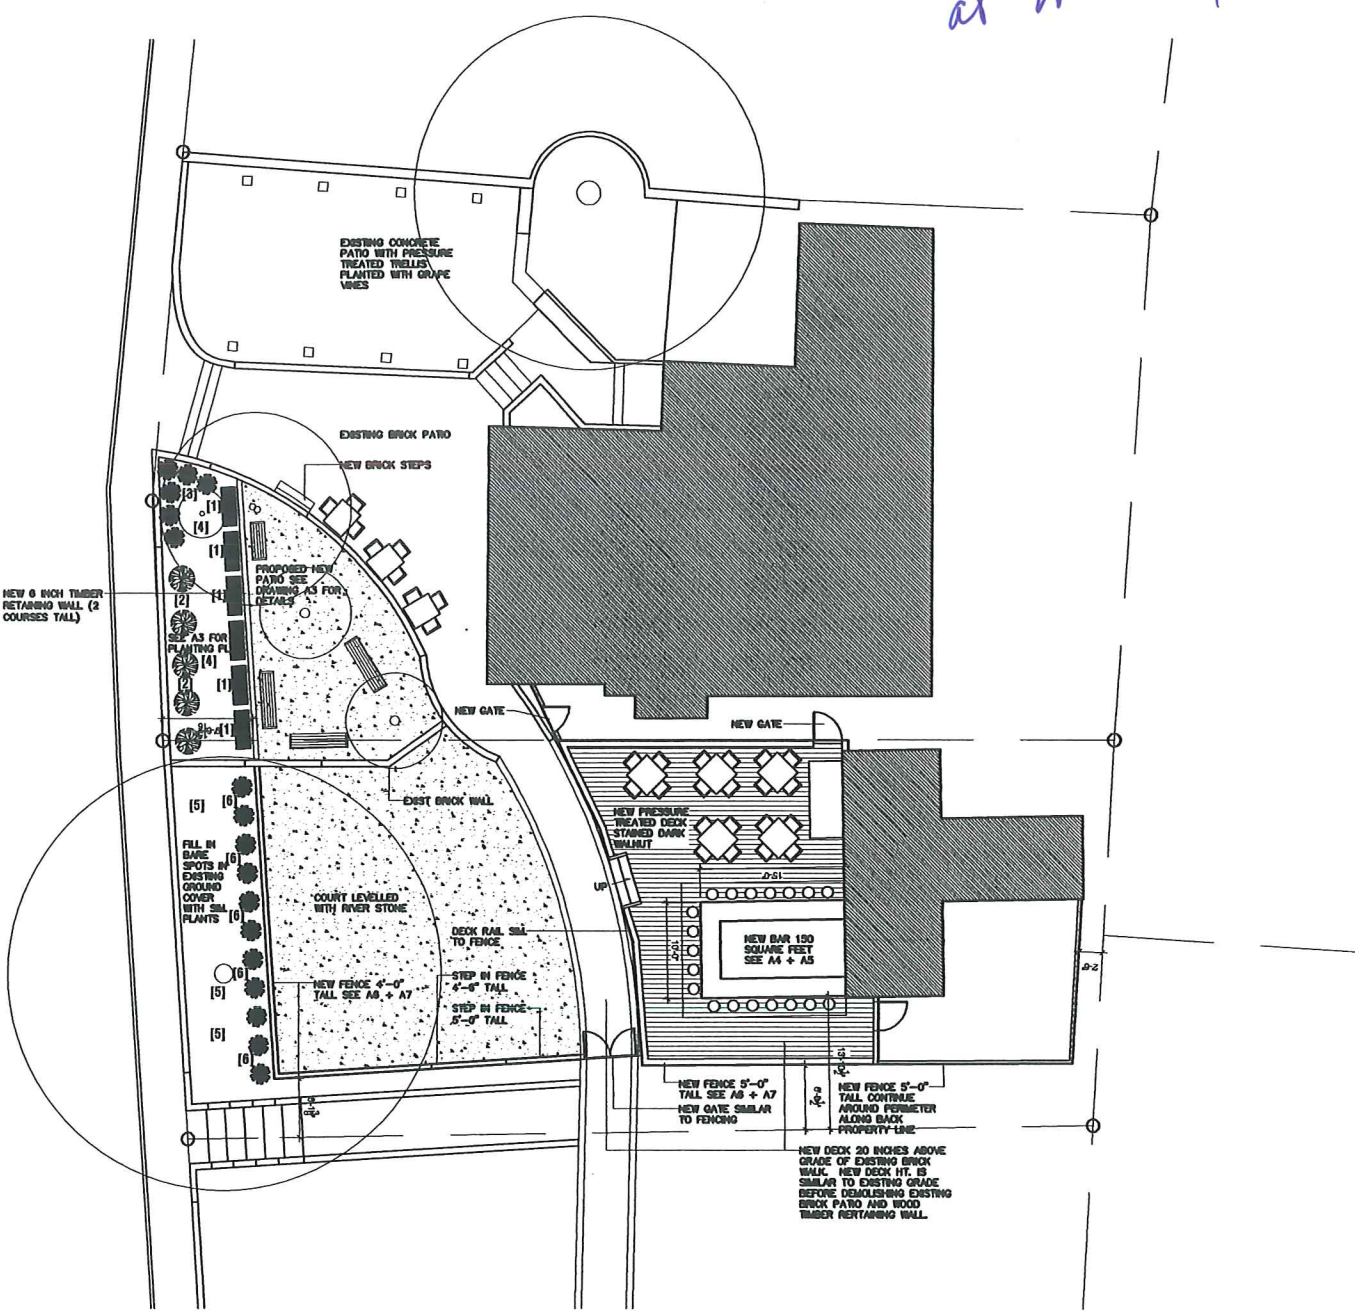 at
EXISTING CONCRETE
PATIO WITH PRESSURE
TREATED TRELLIS
PLANTED WITH GRAPE
VINES
EXISTING BRICK PATIO
NEW BRICK STEPS
[3]
[1]
[4]
[1]
PROPOSED NEW
PATIO SEE
DRAWING A3 FOR
DETAILS
NEW 6 INCH TIMBER
RETAINING WALL (2
COURSES TALL)
[2]
[1]
SEE A3 FOR
PLANTING PL
[4]
[2]
[1]
[1]
NEW GATE
NEW GATE
EXIST BRICK WALL
NEW PRESSURE
TREATED DECK
STAINED DARK
WALNUT
[5]
[6]
FILL IN
BARE
SPOTS IN
EXISTING
GROUND
COVER
WITH SIM.
PLANTS
[6]
[6]
COURT LEVELLED
WITH RIVER STONE
UP
15'-0"
10'-0"
DECK RAIL SIM.
TO FENCE
NEW BAR 150
SQUARE FEET
SEE A4 + A5
2'-6"
[6]
[5]
NEW FENCE 4'-0"
TALL SEE A6 + A7
STEP IN FENCE
4'-6" TALL
STEP IN FENCE
5'-0" TALL
[5]
[6]
NEW FENCE 5'-0"
TALL SEE A6 + A7
NEW GATE SIMILAR
TO FENCING
NEW FENCE 5'-0"
TALL CONTINUE
AROUND PERIMETER
ALONG BACK
PROPERTY LINE
NEW DECK 20 INCHES ABOVE
GRADE OF EXISTING BRICK
WALK. NEW DECK HT. IS
SIMILAR TO EXISTING GRADE
BEFORE DEMOLISHING EXISTING
BRICK PATIO AND WOOD
TIMBER RERTAINING WALL.